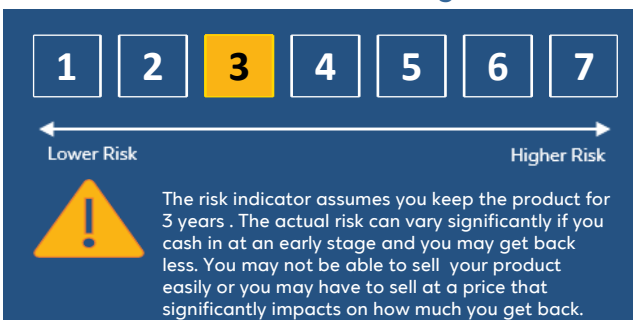 1 2 3 4 5 6 7
Lower Risk Higher Risk
!
The risk indicator assumes you keep the product for
3 years . The actual risk can vary significantly if you
cash in at an early stage and you may get back
less. You may not be able to sell your product
easily or you may have to sell at a price that
significantly impacts on how much you get back.